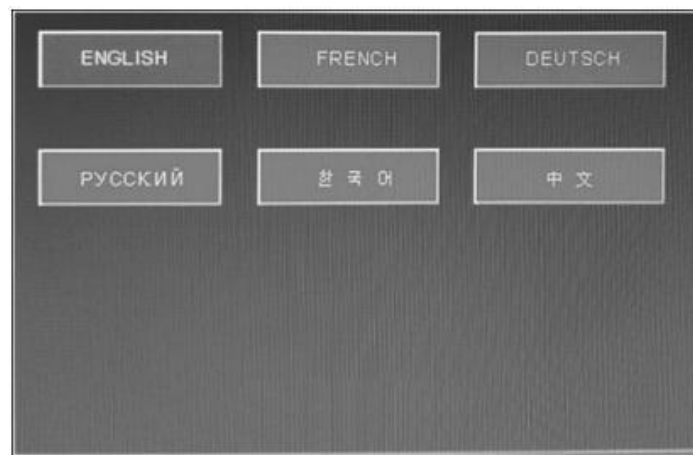 ENGLISH
FRENCH
DEUTSCH
РУССКИЙ
한 국 어
中 文